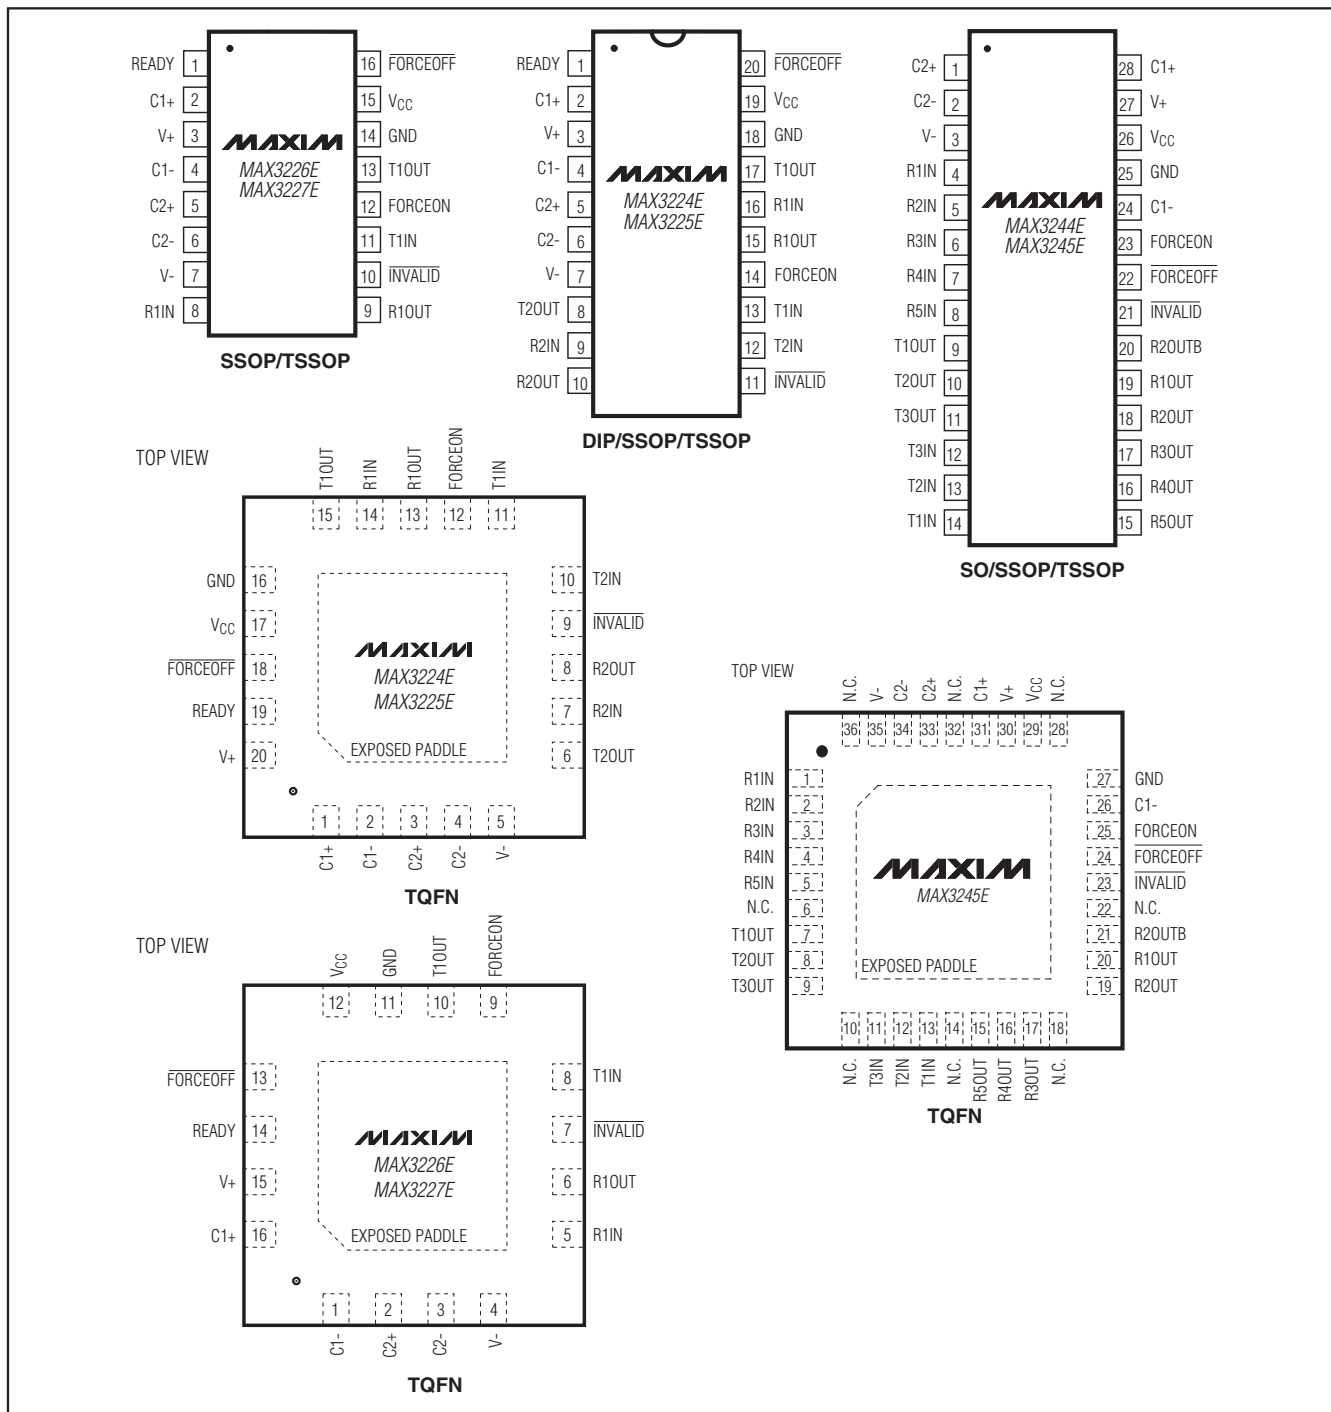 READY 1 16 FORCEOFF
C1+ 2 15 VCC
V+ 3 14 GND
C1- 4 13 T1OUT
C2+ 5 12 FORCEON
C2- 6 11 T1IN
V- 7 10 INVALID
R1IN 8 9 R1OUT
MAXIM
MAX3226E
MAX3227E
SSOP/TSSOP
READY 1 20 FORCEOFF
C1+ 2 19 VCC
V+ 3 18 GND
C1- 4 17 T1OUT
C2+ 5 16 R1IN
C2- 6 15 R1OUT
V- 7 14 FORCEON
T2OUT 8 13 T1IN
R2IN 9 12 T2IN
R2OUT 10 11 INVALID
MAXIM
MAX3224E
MAX3225E
DIP/SSOP/TSSOP
C2+ 1 28 C1+
C2- 2 27 V+
V- 3 26 VCC
R1IN 4 25 GND
R2IN 5 24 C1-
R3IN 6 23 FORCEON
R4IN 7 22 FORCEOFF
R5IN 8 21 INVALID
T1OUT 9 20 R2OUTB
T2OUT 10 19 R1OUT
T3OUT 11 18 R2OUT
T3IN 12 17 R3OUT
T2IN 13 16 R4OUT
T1IN 14 15 R5OUT
MAXIM
MAX3244E
MAX3245E
SO/SSOP/TSSOP
TOP VIEW
T1OUT R1IN R1OUT FORCEON T1IN
15 14 13 12 11
GND 16 10 T2IN
VCC 17 9 INVALID
FORCEOFF 18 8 R2OUT
READY 19 7 R2IN
V+ 20 6 T2OUT
MAXIM
MAX3224E
MAX3225E
EXPOSED PADDLE
1 2 3 4 5
C1+ C1- C2+ C2- V-
TQFN
TOP VIEW
N.C. V- C2- C2+ N.C. C1+ V+ VCC N.C.
36 35 34 33 32 31 30 29 28
R1IN 1 27 GND
R2IN 2 26 C1-
R3IN 3 25 FORCEON
R4IN 4 24 FORCEOFF
R5IN 5 23 INVALID
N.C. 6 22 N.C.
T1OUT 7 21 R2OUTB
T2OUT 8 20 R1OUT
T3OUT 9 19 R2OUT
MAXIM
MAX3245E
EXPOSED PADDLE
10 11 12 13 14 15 16 17 18
N.C. T3IN T2IN T1IN N.C. R5OUT R4OUT R3OUT N.C.
TQFN
TOP VIEW
VCC GND T1OUT FORCEON
12 11 10 9
FORCEOFF 13 8 T1IN
READY 14 7 INVALID
V+ 15 6 R1OUT
C1+ 16 5 R1IN
MAXIM
MAX3226E
MAX3227E
EXPOSED PADDLE
1 2 3 4
C1- C2+ C2- V-
TQFN